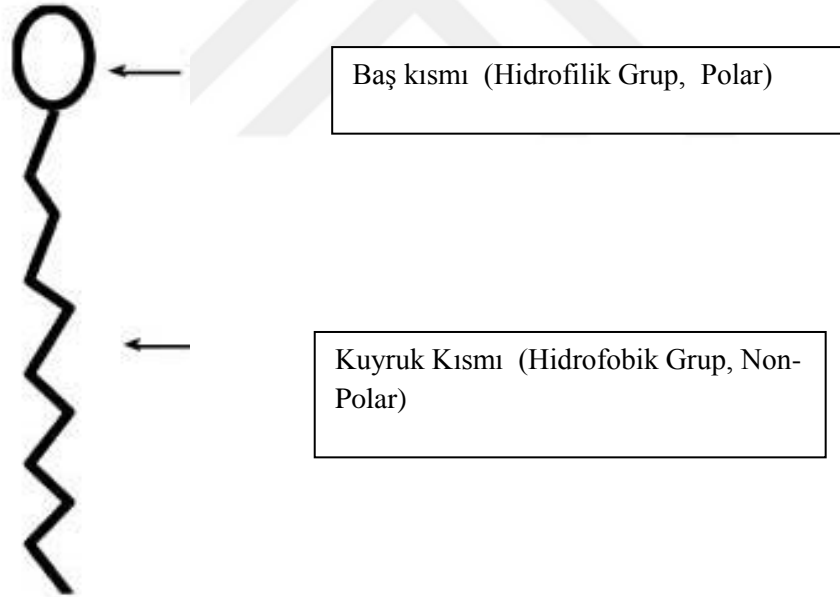 Baş kısmı (Hidrofilik Grup, Polar)
Kuyruk Kısmı (Hidrofobik Grup, Non-
Polar)